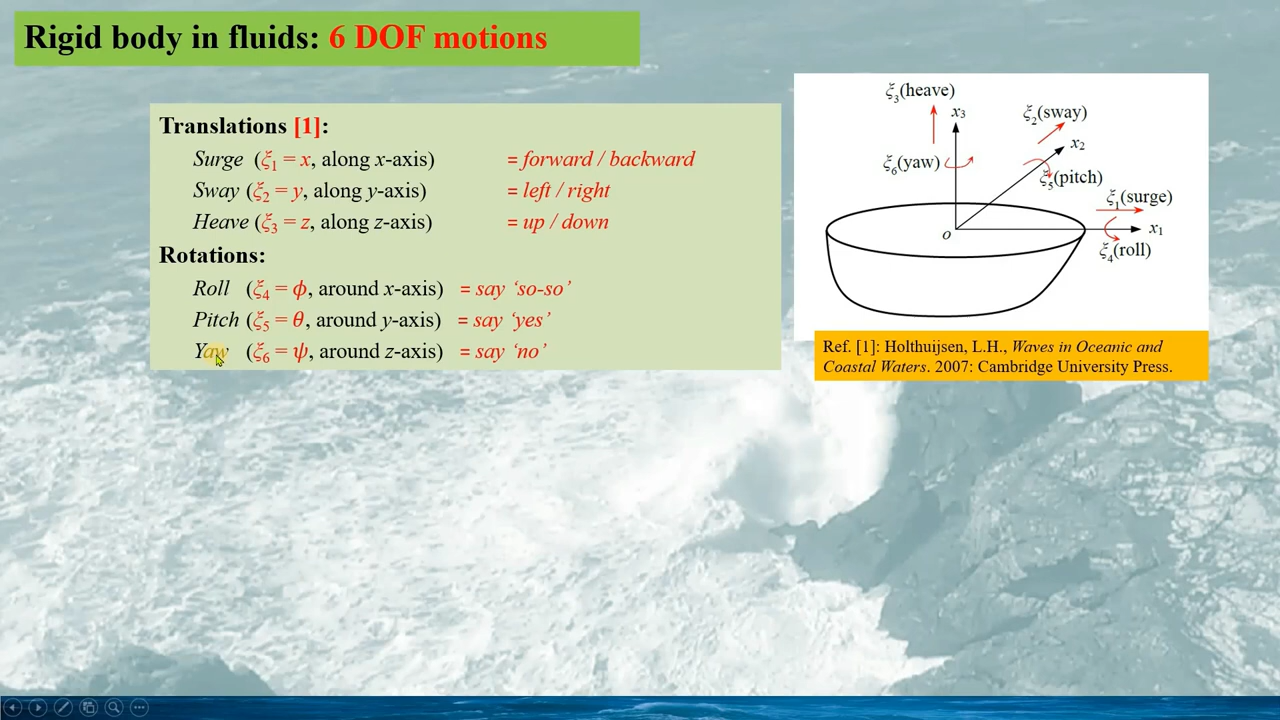 Rigid body in fluids: 6 DOF motions
Translations [1]:
Surge (ξ1 = x, along x-axis) = forward / backward
Sway (ξ2 = y, along y-axis) = left / right
Heave (ξ3 = z, along z-axis) = up / down
Rotations:
Roll (ξ4 = ϕ, around x-axis) = say ‘so-so’
Pitch (ξ5 = θ, around y-axis) = say ‘yes’
Yaw (ξ6 = ψ, around z-axis) = say ‘no’
ξ3(heave)
x3
ξ2(sway)
x2
ξ6(yaw)
ξ5(pitch)
ξ1(surge)
x1
o
ξ4(roll)
Ref. [1]: Holthuijsen, L.H., Waves in Oceanic and
Coastal Waters. 2007: Cambridge University Press.